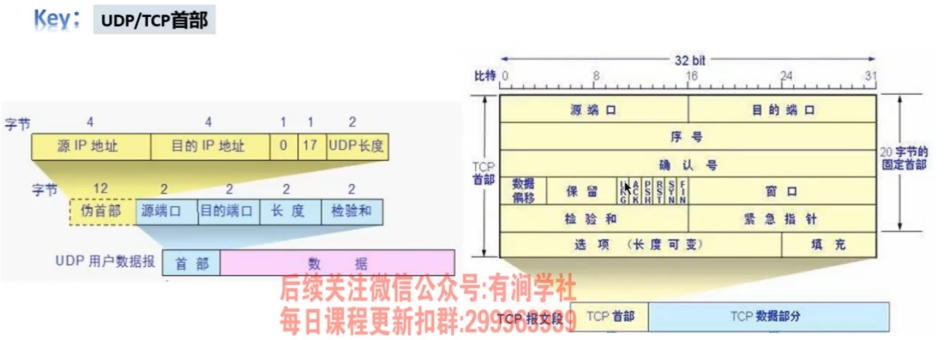 Key： UDP/TCP首部
字节 4 4 1 1 2
源 IP 地址 目的 IP 地址 0 17 UDP长度
字节 12 2 2 2 2
伪首部 源端口 目的端口 长 度 检验和
UDP 用户数据报 首 部 数 据
32 bit
比特 0 8 16 24 31
源 端 口 目 的 端 口
序 号
TCP 首部
确 认 号
20 字节的 固定首部
数据 偏移 保 留 URG ACK PSH RST SYN FIN 窗 口
检 验 和 紧 急 指 针
选 项 （长 度 可 变） 填 充
TCP 报文段 TCP 首部 TCP 数据部分
后续关注微信公众号:有涧学社
每日课程更新扣群:299963939